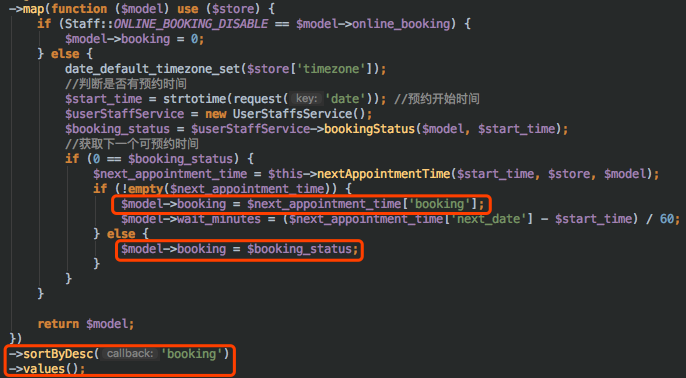 ->map(function ($model) use ($store) {
    if (Staff::ONLINE_BOOKING_DISABLE == $model->online_booking) {
        $model->booking = 0;
    } else {
        date_default_timezone_set($store['timezone']);
        //判断是否有预约时间
        $start_time = strtotime(request( key: 'date')); //预约开始时间
        $userStaffService = new UserStaffsService();
        $booking_status = $userStaffService->bookingStatus($model, $start_time);
        //获取下一个可预约时间
        if (0 == $booking_status) {
            $next_appointment_time = $this->nextAppointmentTime($start_time, $store, $model);
            if (!empty($next_appointment_time)) {
                $model->booking = $next_appointment_time['booking'];
                $model->wait_minutes = ($next_appointment_time['next_date'] - $start_time) / 60;
            } else {
                $model->booking = $booking_status;
            }
        }
    }

    return $model;
})
->sortByDesc( callback: 'booking')
->values();